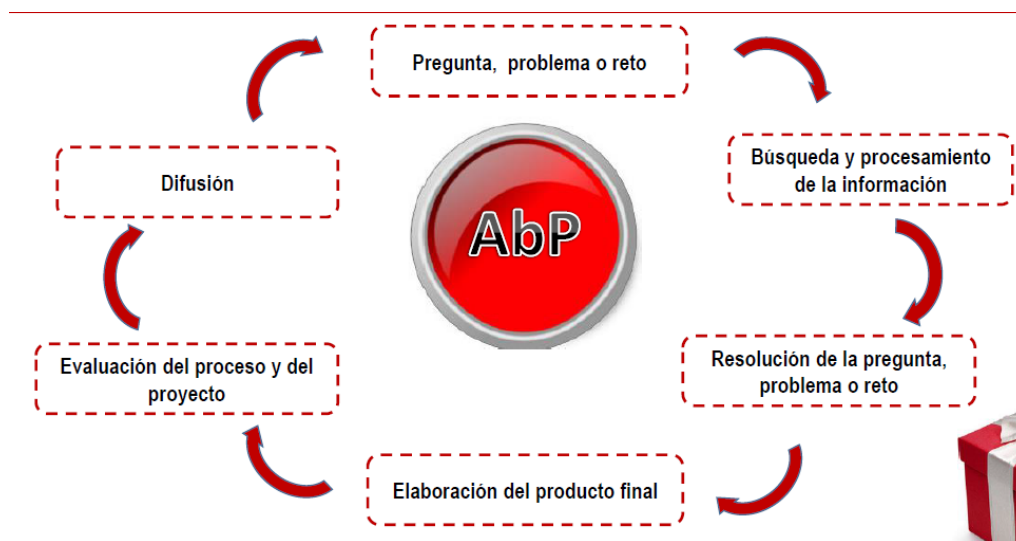 Pregunta, problema o reto
Búsqueda y procesamiento
de la información
Resolución de la pregunta,
problema o reto
Elaboración del producto final
Evaluación del proceso y del
proyecto
Difusión
AbP